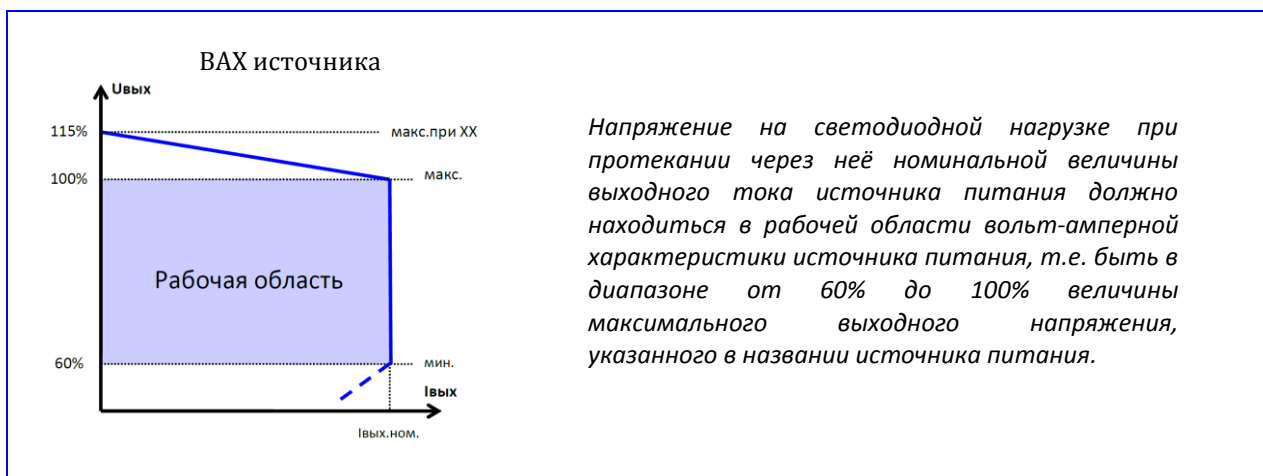 ВАХ источника
Uвых
115%
макс.при ХХ
100%
макс.
Рабочая область
60%
мин.
Iвых
Iвых.ном.
Напряжение на светодиодной нагрузке при
протекании через неё номинальной величины
выходного тока источника питания должно
находиться в рабочей области вольт-амперной
характеристики источника питания, т.е. быть в
диапазоне от 60% до 100% величины
максимального выходного напряжения,
указанного в названии источника питания.